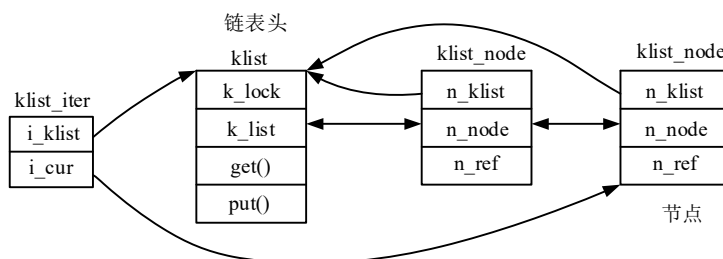 链表头
klist
k_lock
k_list
get()
put()
klist_iter
i_klist
i_cur
klist_node
n_klist
n_node
n_ref
klist_node
n_klist
n_node
n_ref
节点